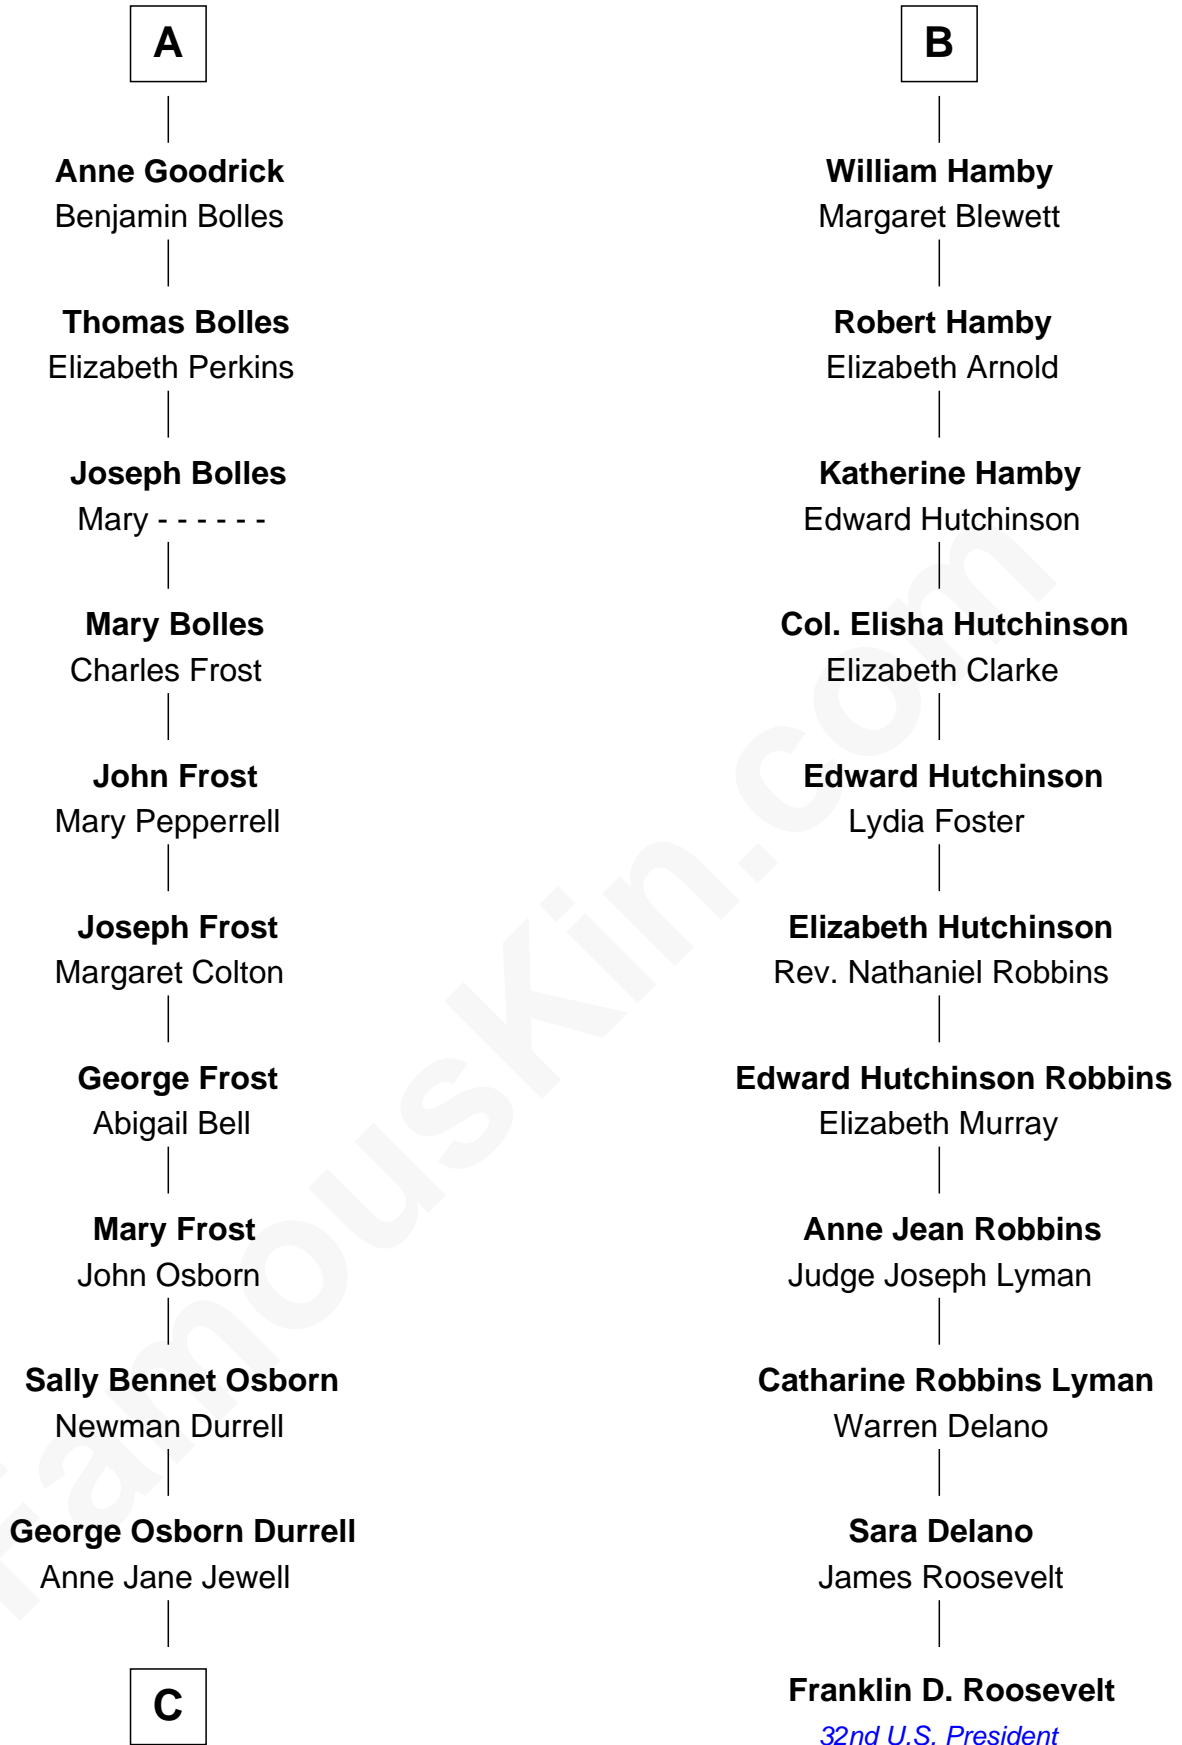 A
Anne Goodrick
Benjamin Bolles
Thomas Bolles
Elizabeth Perkins
Joseph Bolles
Mary - - - - - -
Mary Bolles
Charles Frost
John Frost
Mary Pepperrell
Joseph Frost
Margaret Colton
George Frost
Abigail Bell
Mary Frost
John Osborn
Sally Bennet Osborn
Newman Durrell
George Osborn Durrell
Anne Jane Jewell
C
B
William Hamby
Margaret Blewett
Robert Hamby
Elizabeth Arnold
Katherine Hamby
Edward Hutchinson
Col. Elisha Hutchinson
Elizabeth Clarke
Edward Hutchinson
Lydia Foster
Elizabeth Hutchinson
Rev. Nathaniel Robbins
Edward Hutchinson Robbins
Elizabeth Murray
Anne Jean Robbins
Judge Joseph Lyman
Catharine Robbins Lyman
Warren Delano
Sara Delano
James Roosevelt
Franklin D. Roosevelt
32nd U.S. President
FamousKin.com